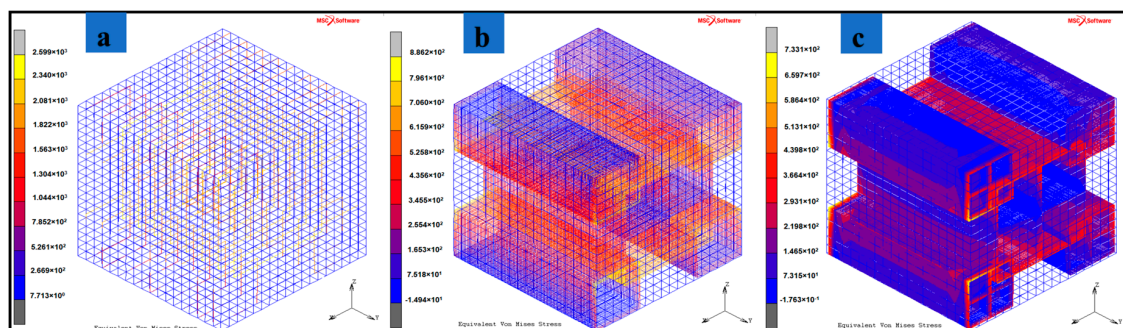 a
MSC Software
2.599×10³
2.340×10³
2.081×10³
1.822×10³
1.563×10³
1.304×10³
1.044×10³
7.852×10²
5.261×10²
2.669×10²
7.713×10⁰
Z
Y
Equivalent Von Mises Stress
b
MSC Software
8.862×10²
7.961×10²
7.060×10²
6.159×10²
5.258×10²
4.356×10²
3.455×10²
2.554×10²
1.653×10²
7.518×10¹
-1.494×10¹
Z
Y
Equivalent Von Mises Stress
c
MSC Software
7.331×10²
6.597×10²
5.864×10²
5.131×10²
4.398×10²
3.664×10²
2.931×10²
2.198×10²
1.465×10²
7.315×10¹
-1.763×10⁻¹
Z
Y
Equivalent Von Mises Stress